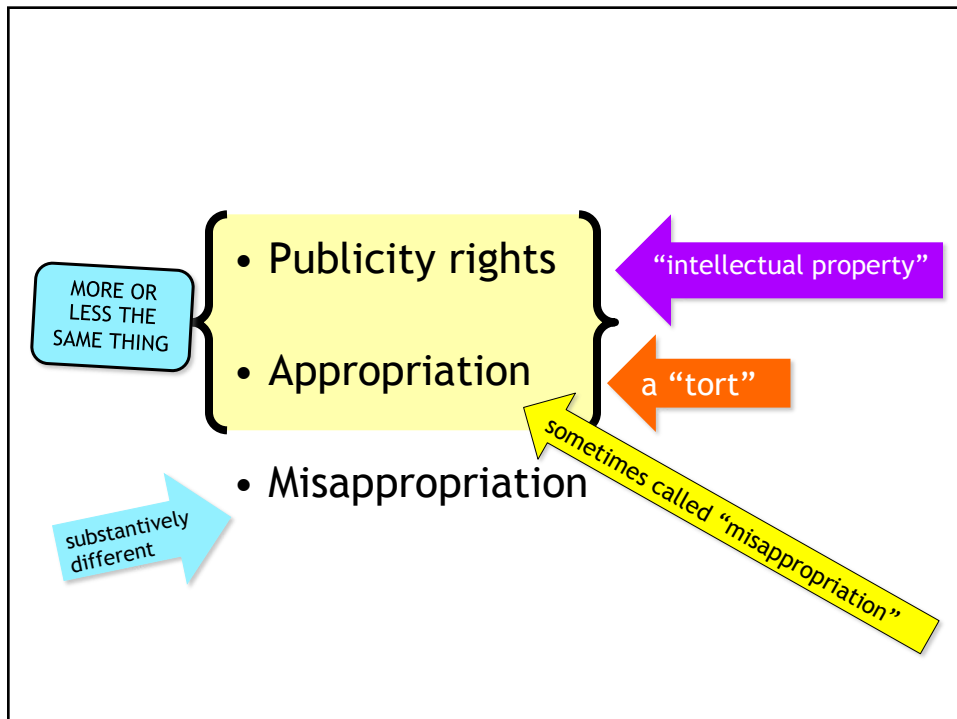 • Publicity rights
• Appropriation
• Misappropriation
MORE OR
LESS THE
SAME THING
“intellectual property”
a “tort”
sometimes called “misappropriation”
substantively
different